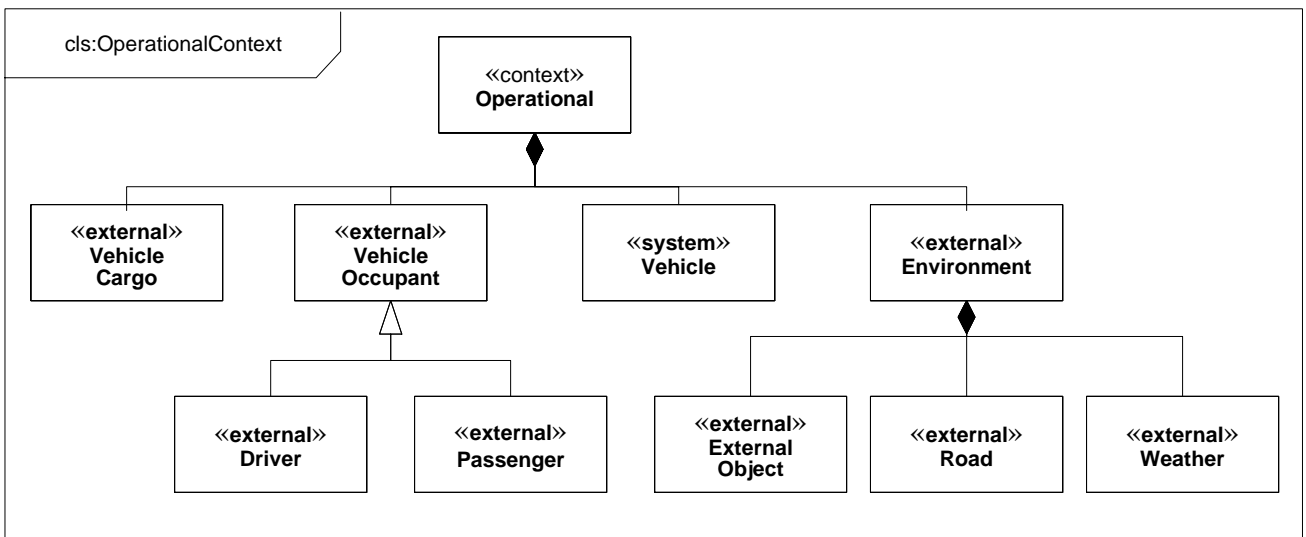 cls:OperationalContext
«context»
Operational
«external»
Vehicle
Cargo
«external»
Vehicle
Occupant
«system»
Vehicle
«external»
Environment
«external»
Driver
«external»
Passenger
«external»
External
Object
«external»
Road
«external»
Weather